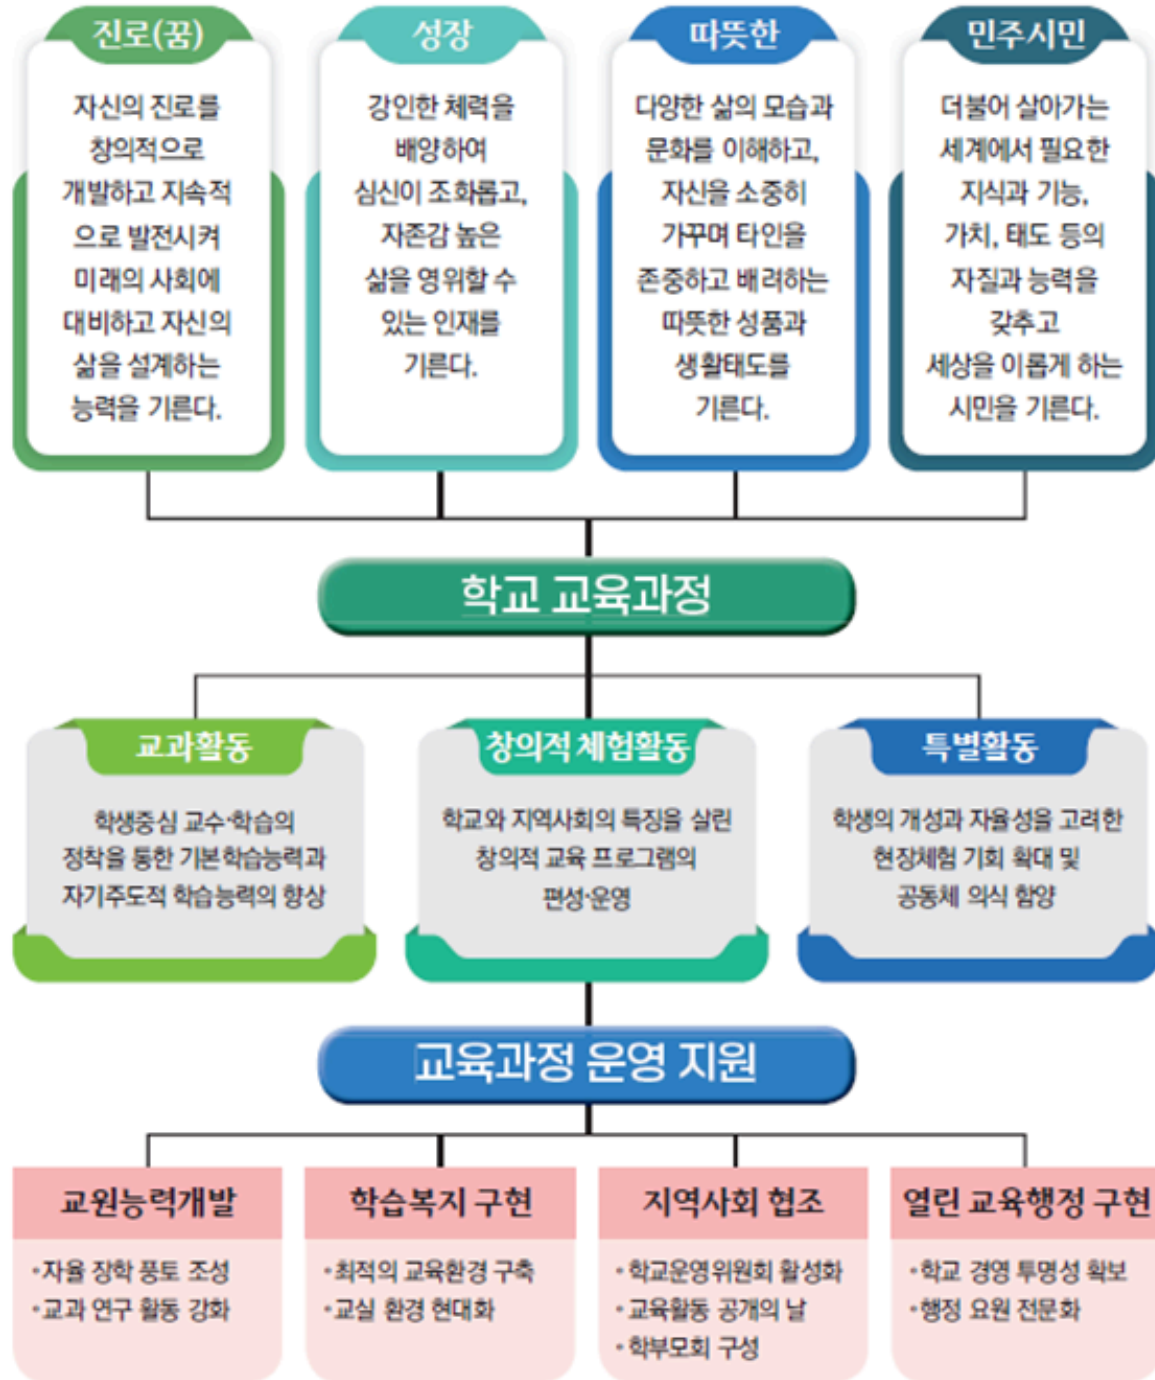 진로(꿈)
자신의 진로를
창의적으로
개발하고 지속적
으로 발전시켜
미래의 사회에
대비하고 자신의
삶을 설계하는
능력을 기른다.
성장
강인한 체력을
배양하여
심신이 조화롭고,
자존감 높은
삶을 영위할 수
있는 인재를
기른다.
따뜻한
다양한 삶의 모습과
문화를 이해하고,
자신을 소중히
가꾸며 타인을
존중하고 배려하는
따뜻한 성품과
생활태도를
기른다.
민주시민
더불어 살아가는
세계에서 필요한
지식과 기능,
가치, 태도 등의
자질과 능력을
갖추고
세상을 이롭게 하는
시민을 기른다.
학교 교육과정
교과활동
학생중심 교수·학습의
정착을 통한 기본학습능력과
자기주도적 학습능력의 향상
창의적 체험활동
학교와 지역사회의 특징을 살린
창의적 교육 프로그램의
편성·운영
특별활동
학생의 개성과 자율성을 고려한
현장체험 기회 확대 및
공동체 의식 함양
교육과정 운영 지원
교원능력개발
•자율 장학 풍토 조성
•교과 연구 활동 강화
학습복지 구현
•최적의 교육환경 구축
•교실 환경 현대화
지역사회 협조
•학교운영위원회 활성화
•교육활동 공개의 날
•학부모회 구성
열린 교육행정 구현
•학교 경영 투명성 확보
•행정 요원 전문화